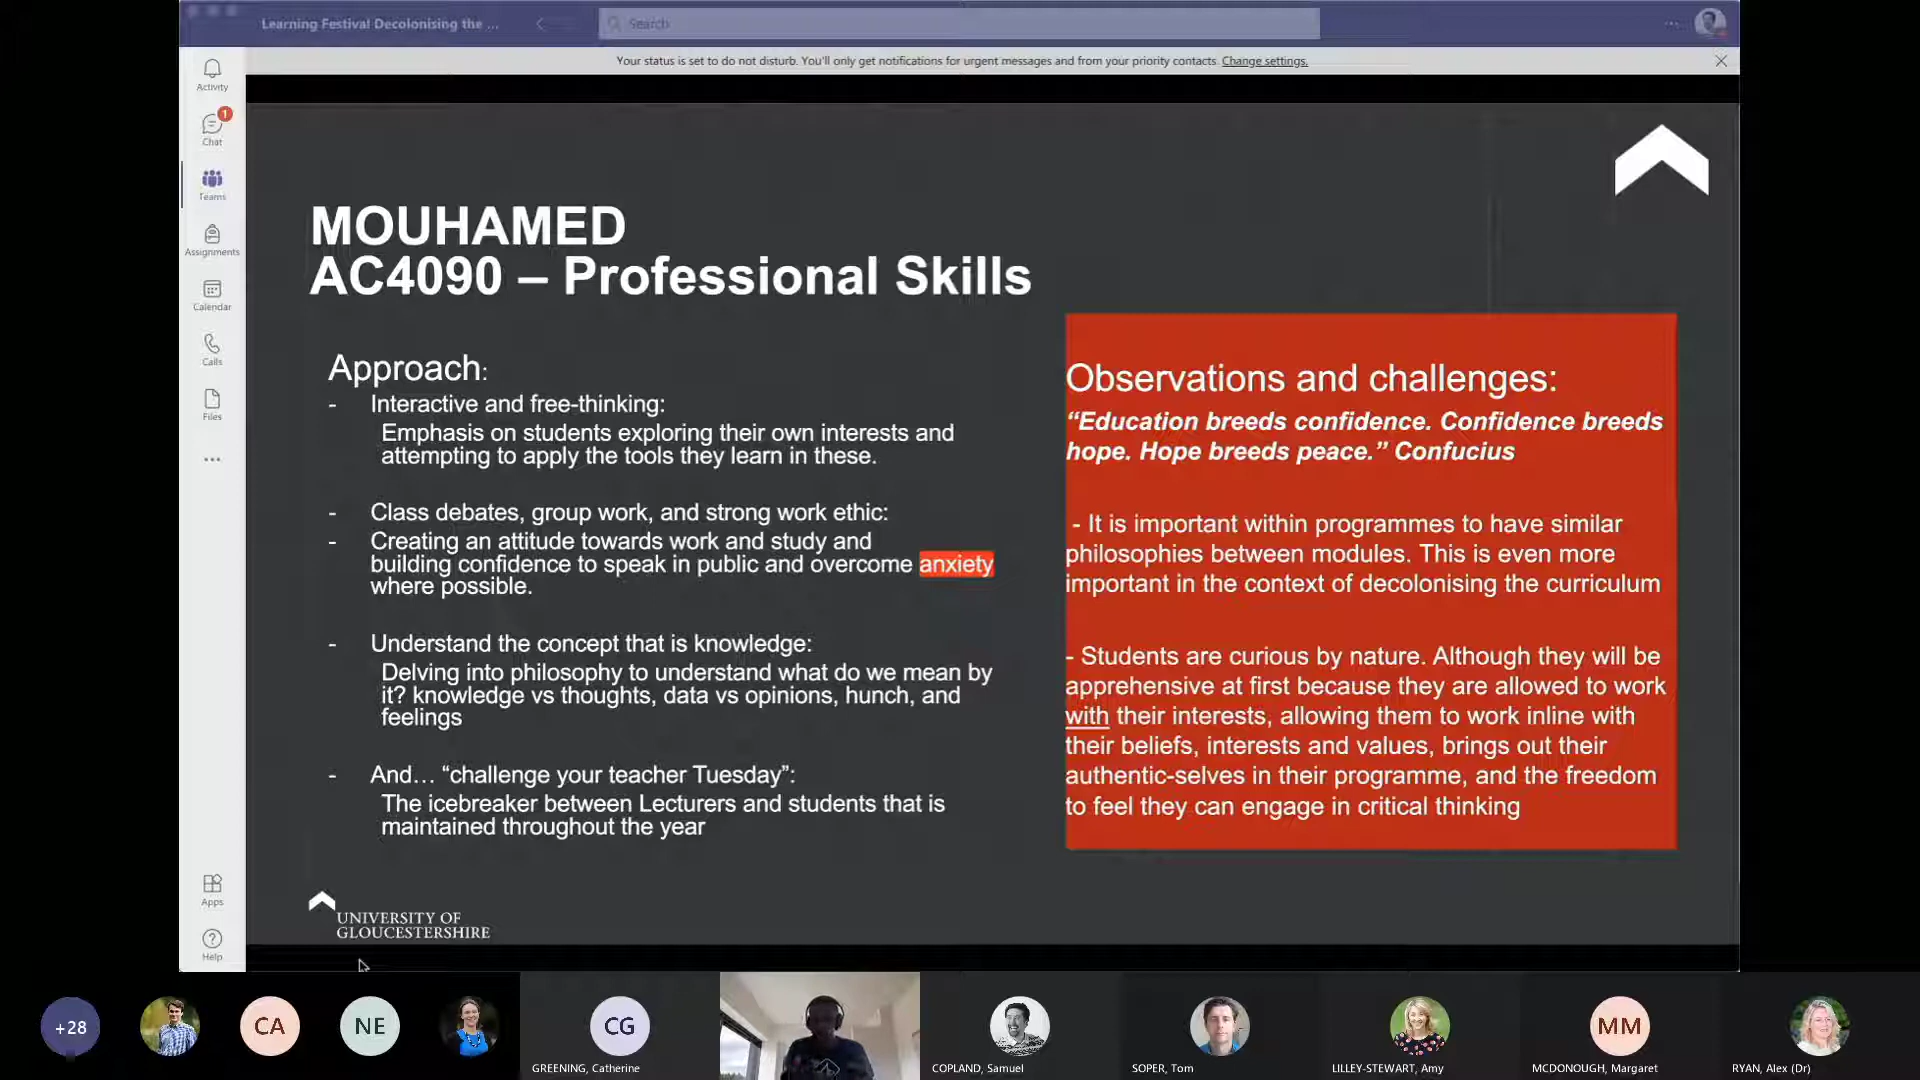 Learning Festival Decolonising the ...
Search
Your status is set to do not disturb. You'll only get notifications for urgent messages and from your priority contacts. Change settings.
Activity
1
Chat
Teams
Assignments
Calendar
Calls
Files
Apps
Help
MOUHAMED
AC4090 – Professional Skills
Approach:
- Interactive and free-thinking:
Emphasis on students exploring their own interests and
attempting to apply the tools they learn in these.
- Class debates, group work, and strong work ethic:
- Creating an attitude towards work and study and
building confidence to speak in public and overcome anxiety
where possible.
- Understand the concept that is knowledge:
Delving into philosophy to understand what do we mean by
it? knowledge vs thoughts, data vs opinions, hunch, and
feelings
- And… “challenge your teacher Tuesday”:
The icebreaker between Lecturers and students that is
maintained throughout the year
Observations and challenges:
“Education breeds confidence. Confidence breeds
hope. Hope breeds peace.” Confucius
- It is important within programmes to have similar
philosophies between modules. This is even more
important in the context of decolonising the curriculum
- Students are curious by nature. Although they will be
apprehensive at first because they are allowed to work
with their interests, allowing them to work inline with
their beliefs, interests and values, brings out their
authentic-selves in their programme, and the freedom
to feel they can engage in critical thinking
UNIVERSITY OF
GLOUCESTERSHIRE
+28
CA
NE
CG
GREENING, Catherine
COPLAND, Samuel
SOPER, Tom
LILLEY-STEWART, Amy
MM
MCDONOUGH, Margaret
RYAN, Alex (Dr)